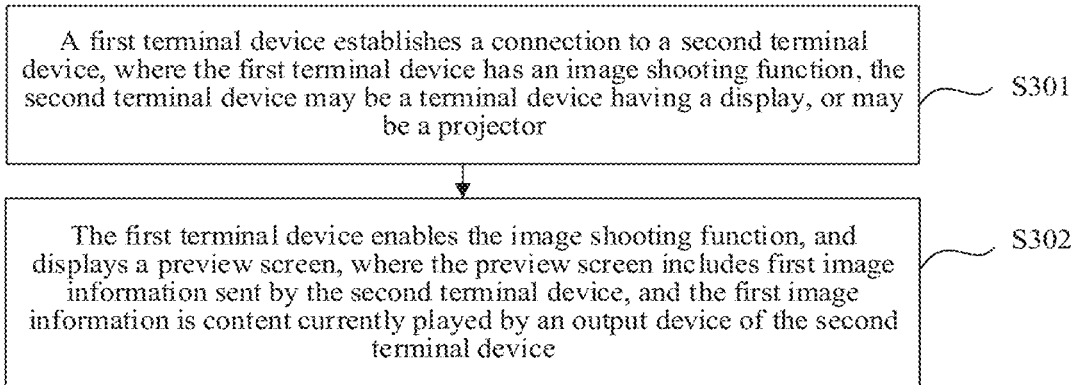 A first terminal device establishes a connection to a second terminal
device, where the first terminal device has an image shooting function, the
second terminal device may be a terminal device having a display, or may
be a projector
S301
The first terminal device enables the image shooting function, and
displays a preview screen, where the preview screen includes first image
information sent by the second terminal device, and the first image
information is content currently played by an output device of the second
terminal device
S302